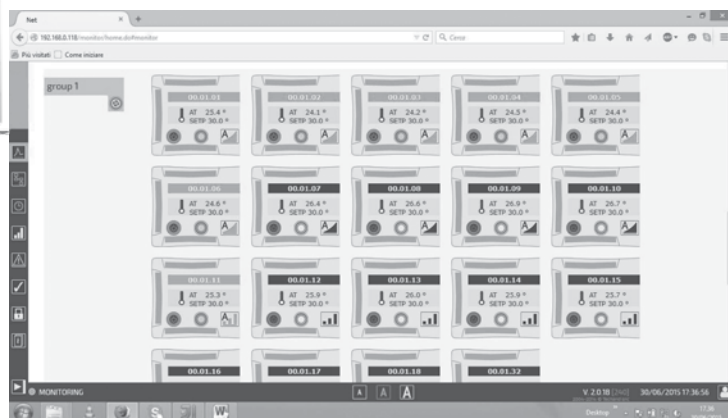 Net
192.168.0.118/monitor/home.do#monitor
Cerca
Più visitati Come iniziare
group 1
00.01.01 00.01.02 00.01.03 00.01.04 00.01.05
AT 25.4 ° AT 24.1 ° AT 24.2 ° AT 24.5 ° AT 24.4 °
SETP 30.0 ° SETP 30.0 ° SETP 30.0 ° SETP 30.0 ° SETP 30.0 °
A A A A A
00.01.06 00.01.07 00.01.08 00.01.09 00.01.10
AT 24.6 ° AT 26.4 ° AT 26.6 ° AT 26.9 ° AT 26.7 °
SETP 30.0 ° SETP 30.0 ° SETP 30.0 ° SETP 30.0 ° SETP 30.0 °
A A A A A
00.01.11 00.01.12 00.01.13 00.01.14 00.01.15
AT 25.3 ° AT 25.9 ° AT 26.0 ° AT 25.9 ° AT 25.7 °
SETP 30.0 ° SETP 30.0 ° SETP 30.0 ° SETP 30.0 ° SETP 30.0 °
A
00.01.16 00.01.17 00.01.18 00.01.32
MONITORING A A A V 2.0.18 30/06/2015 17:36:56
S W Desktop 17:36